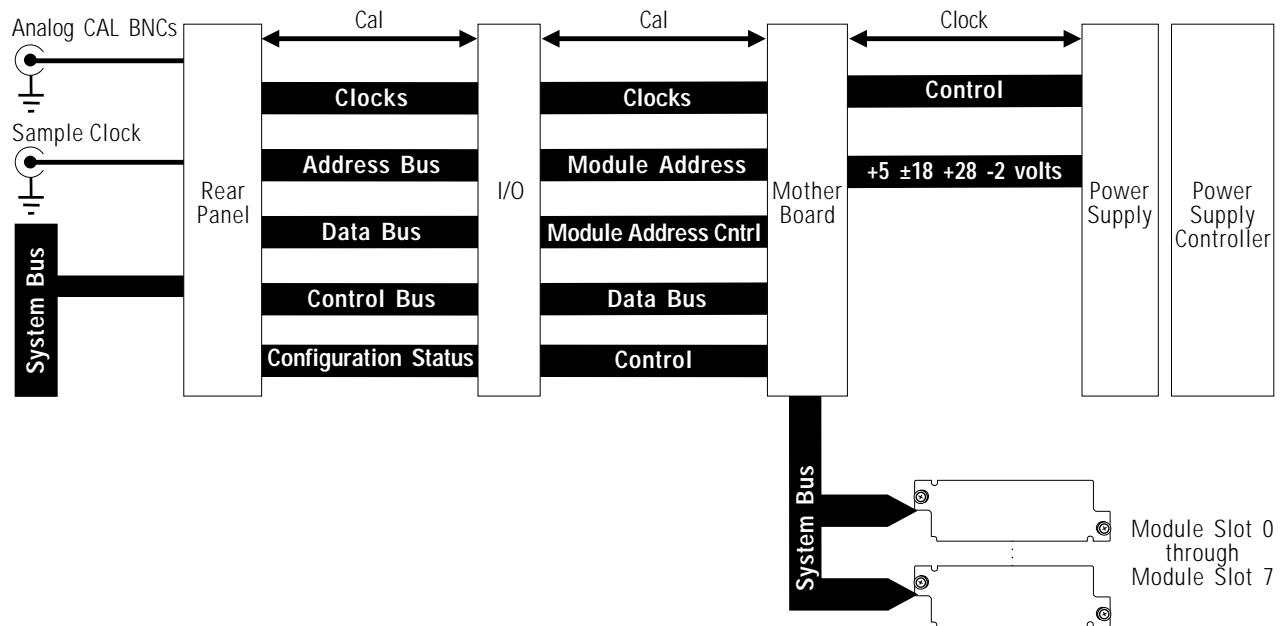 Analog CAL BNCs
Cal
Cal
Clock
Clocks
Clocks
Control
Sample Clock
Address Bus
Module Address
+5 ±18 +28 -2 volts
Rear
Panel
I/O
Mother
Board
Power
Supply
Power
Supply
Controller
Data Bus
Module Address Cntrl
System Bus
Control Bus
Data Bus
Configuration Status
Control
System Bus
Module Slot 0
through
Module Slot 7